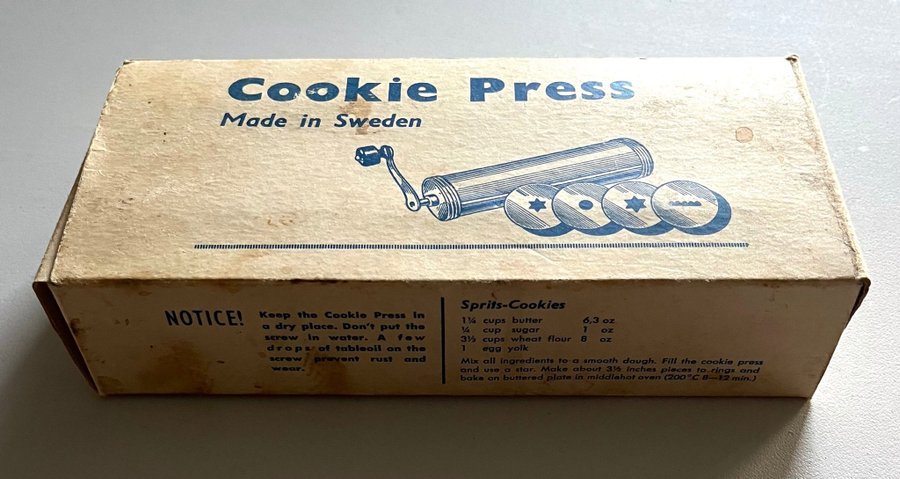 Cookie Press
Made in Sweden
NOTICE!
Keep the Cookie Press in
a dry place. Don't put the
screw in water. A few
drops of tableoil on the
screw prevent rust and
wear.
Sprits-Cookies
1¼ cups butter 6,3 oz
¼ cup sugar 1 oz
3½ cups wheat flour 8 oz
1 egg yolk
Mix all ingredients to a smooth dough. Fill the cookie press
and use a star. Make about 3½ inches pieces to rings and
bake on buttered plate in middlehot oven (200°C 8—12 min.)